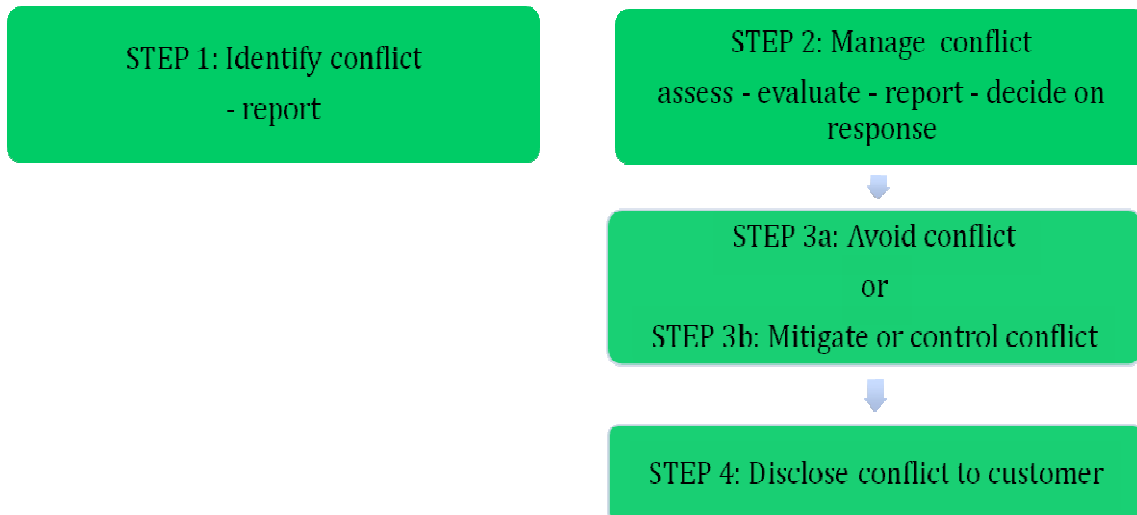 STEP 1: Identify conflict
- report
STEP 2: Manage conflict
assess - evaluate - report - decide on
response
STEP 3a: Avoid conflict
or
STEP 3b: Mitigate or control conflict
STEP 4: Disclose conflict to customer